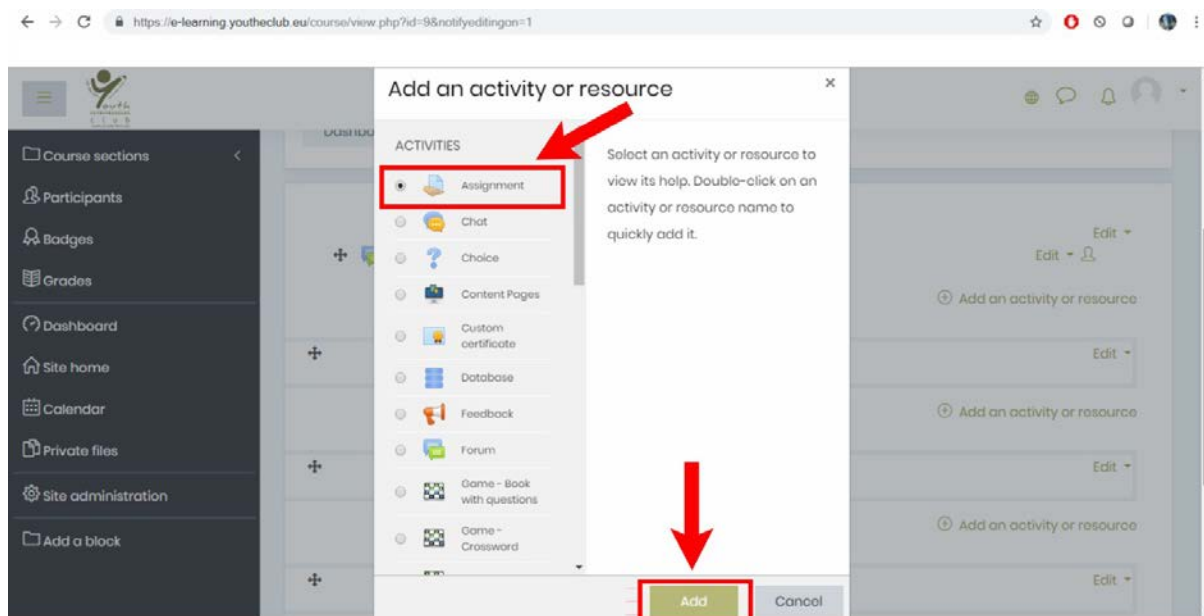 https://e-learning.youtheclub.eu/course/view.php?id=9&notifyeditingon=1
Youth
CLUB
Add an activity or resource
×
Course sections
Participants
Badges
Grades
Dashboard
Site home
Calendar
Private files
Site administration
Add a block
ACTIVITIES
Assignment
Chat
Choice
Content Pages
Custom
certificate
Database
Feedback
Forum
Game - Book
with questions
Game -
Crossword
Select an activity or resource to
view its help. Double-click on an
activity or resource name to
quickly add it.
Add
Cancel
Edit
Edit
Add an activity or resource
Edit
Add an activity or resource
Edit
Add an activity or resource
Edit